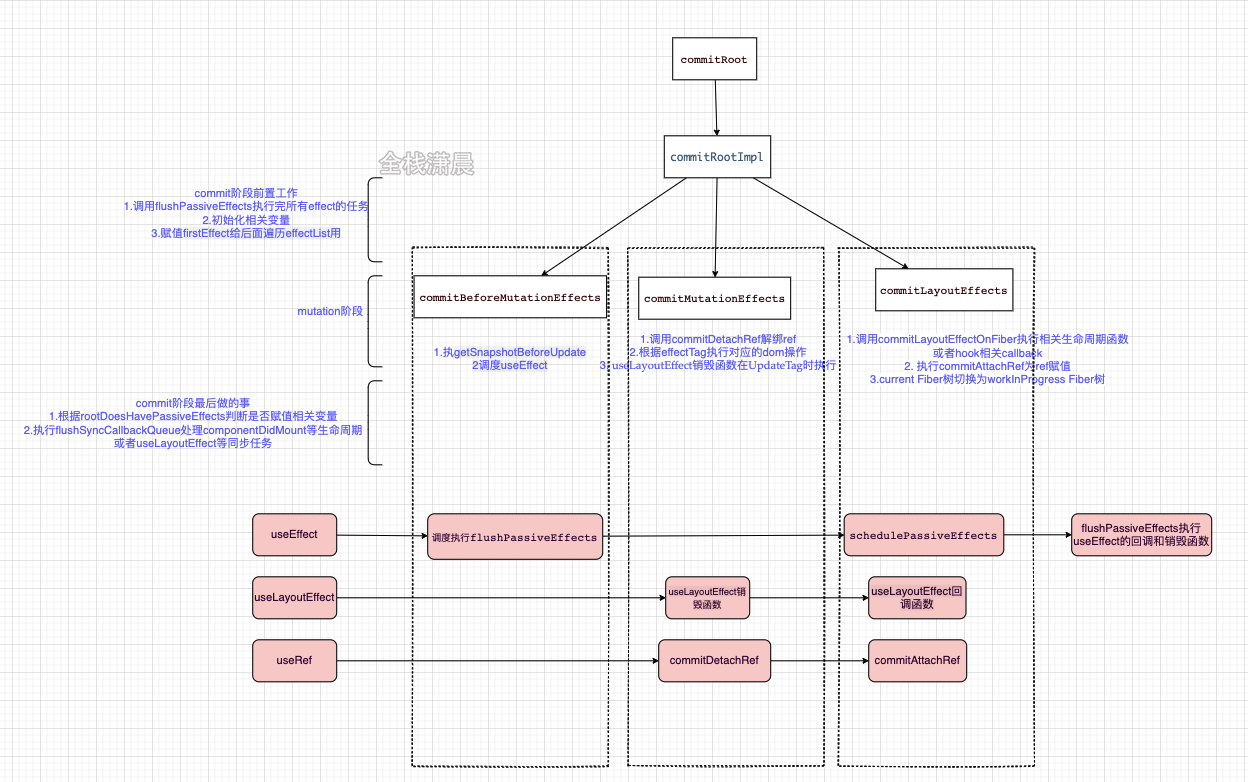 commitRoot
commitRootImpl
全栈潇晨
commit阶段前置工作
1.调用flushPassiveEffects执行完所有effect的任务
2.初始化相关变量
3.赋值firstEffect给后面遍历effectList用
mutation阶段
commit阶段最后做的事
1.根据rootDoesHavePassiveEffects判断是否赋值相关变量
2.执行flushSyncCallbackQueue处理componentDidMount等生命周期
或者useLayoutEffect等同步任务
commitBeforeMutationEffects
1.执getSnapshotBeforeUpdate
2调度useEffect
commitMutationEffects
1.调用commitDetachRef解绑ref
2.根据effectTag执行对应的dom操作
3. useLayoutEffect销毁函数在UpdateTag时执行
commitLayoutEffects
1.调用commitLayoutEffectOnFiber执行相关生命周期函数
或者hook相关callback
2. 执行commitAttachRef为ref赋值
3.current Fiber树切换为workInProgress Fiber树
useEffect
调度执行flushPassiveEffects
schedulePassiveEffects
flushPassiveEffects执行
useEffect的回调和销毁函数
useLayoutEffect
useLayoutEffect销
毁函数
useLayoutEffect回
调函数
useRef
commitDetachRef
commitAttachRef